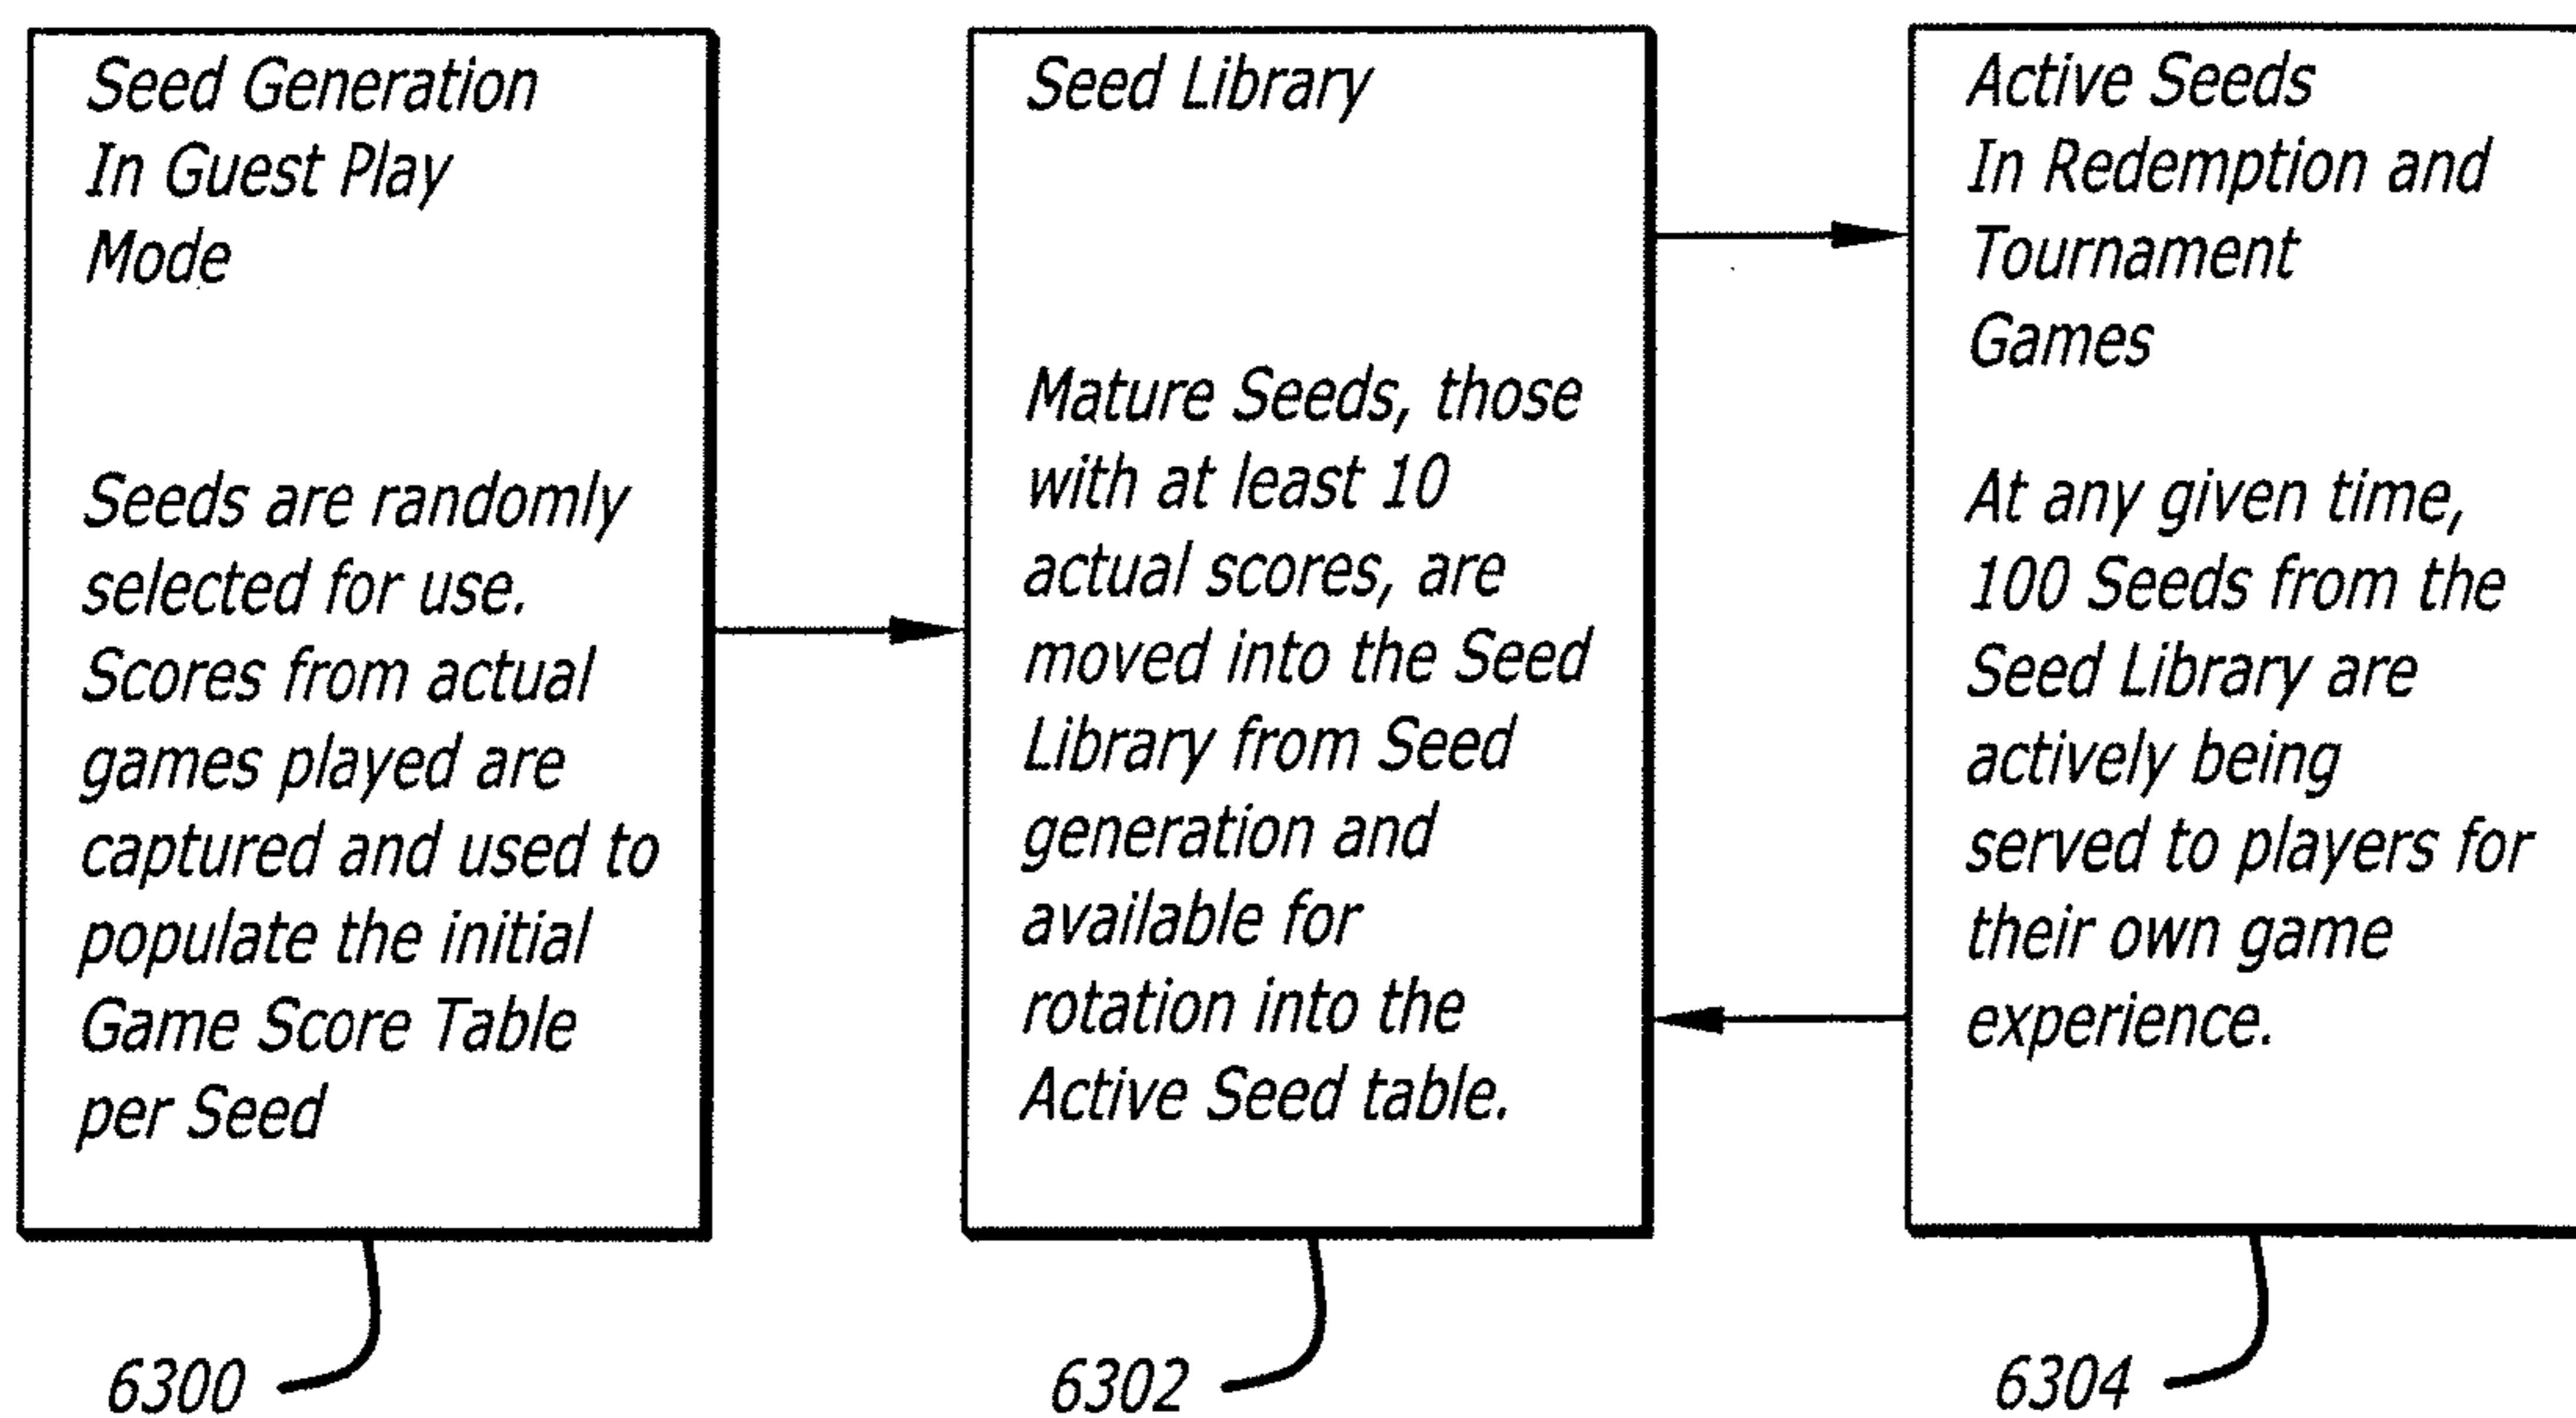 Seed Generation
In Guest Play
Mode
Seeds are randomly
selected for use.
Scores from actual
games played are
captured and used to
populate the initial
Game Score Table
per Seed
6300
Seed Library
Mature Seeds, those
with at least 10
actual scores, are
moved into the Seed
Library from Seed
generation and
available for
rotation into the
Active Seed table.
6302
Active Seeds
In Redemption and
Tournament
Games
At any given time,
100 Seeds from the
Seed Library are
actively being
served to players for
their own game
experience.
6304